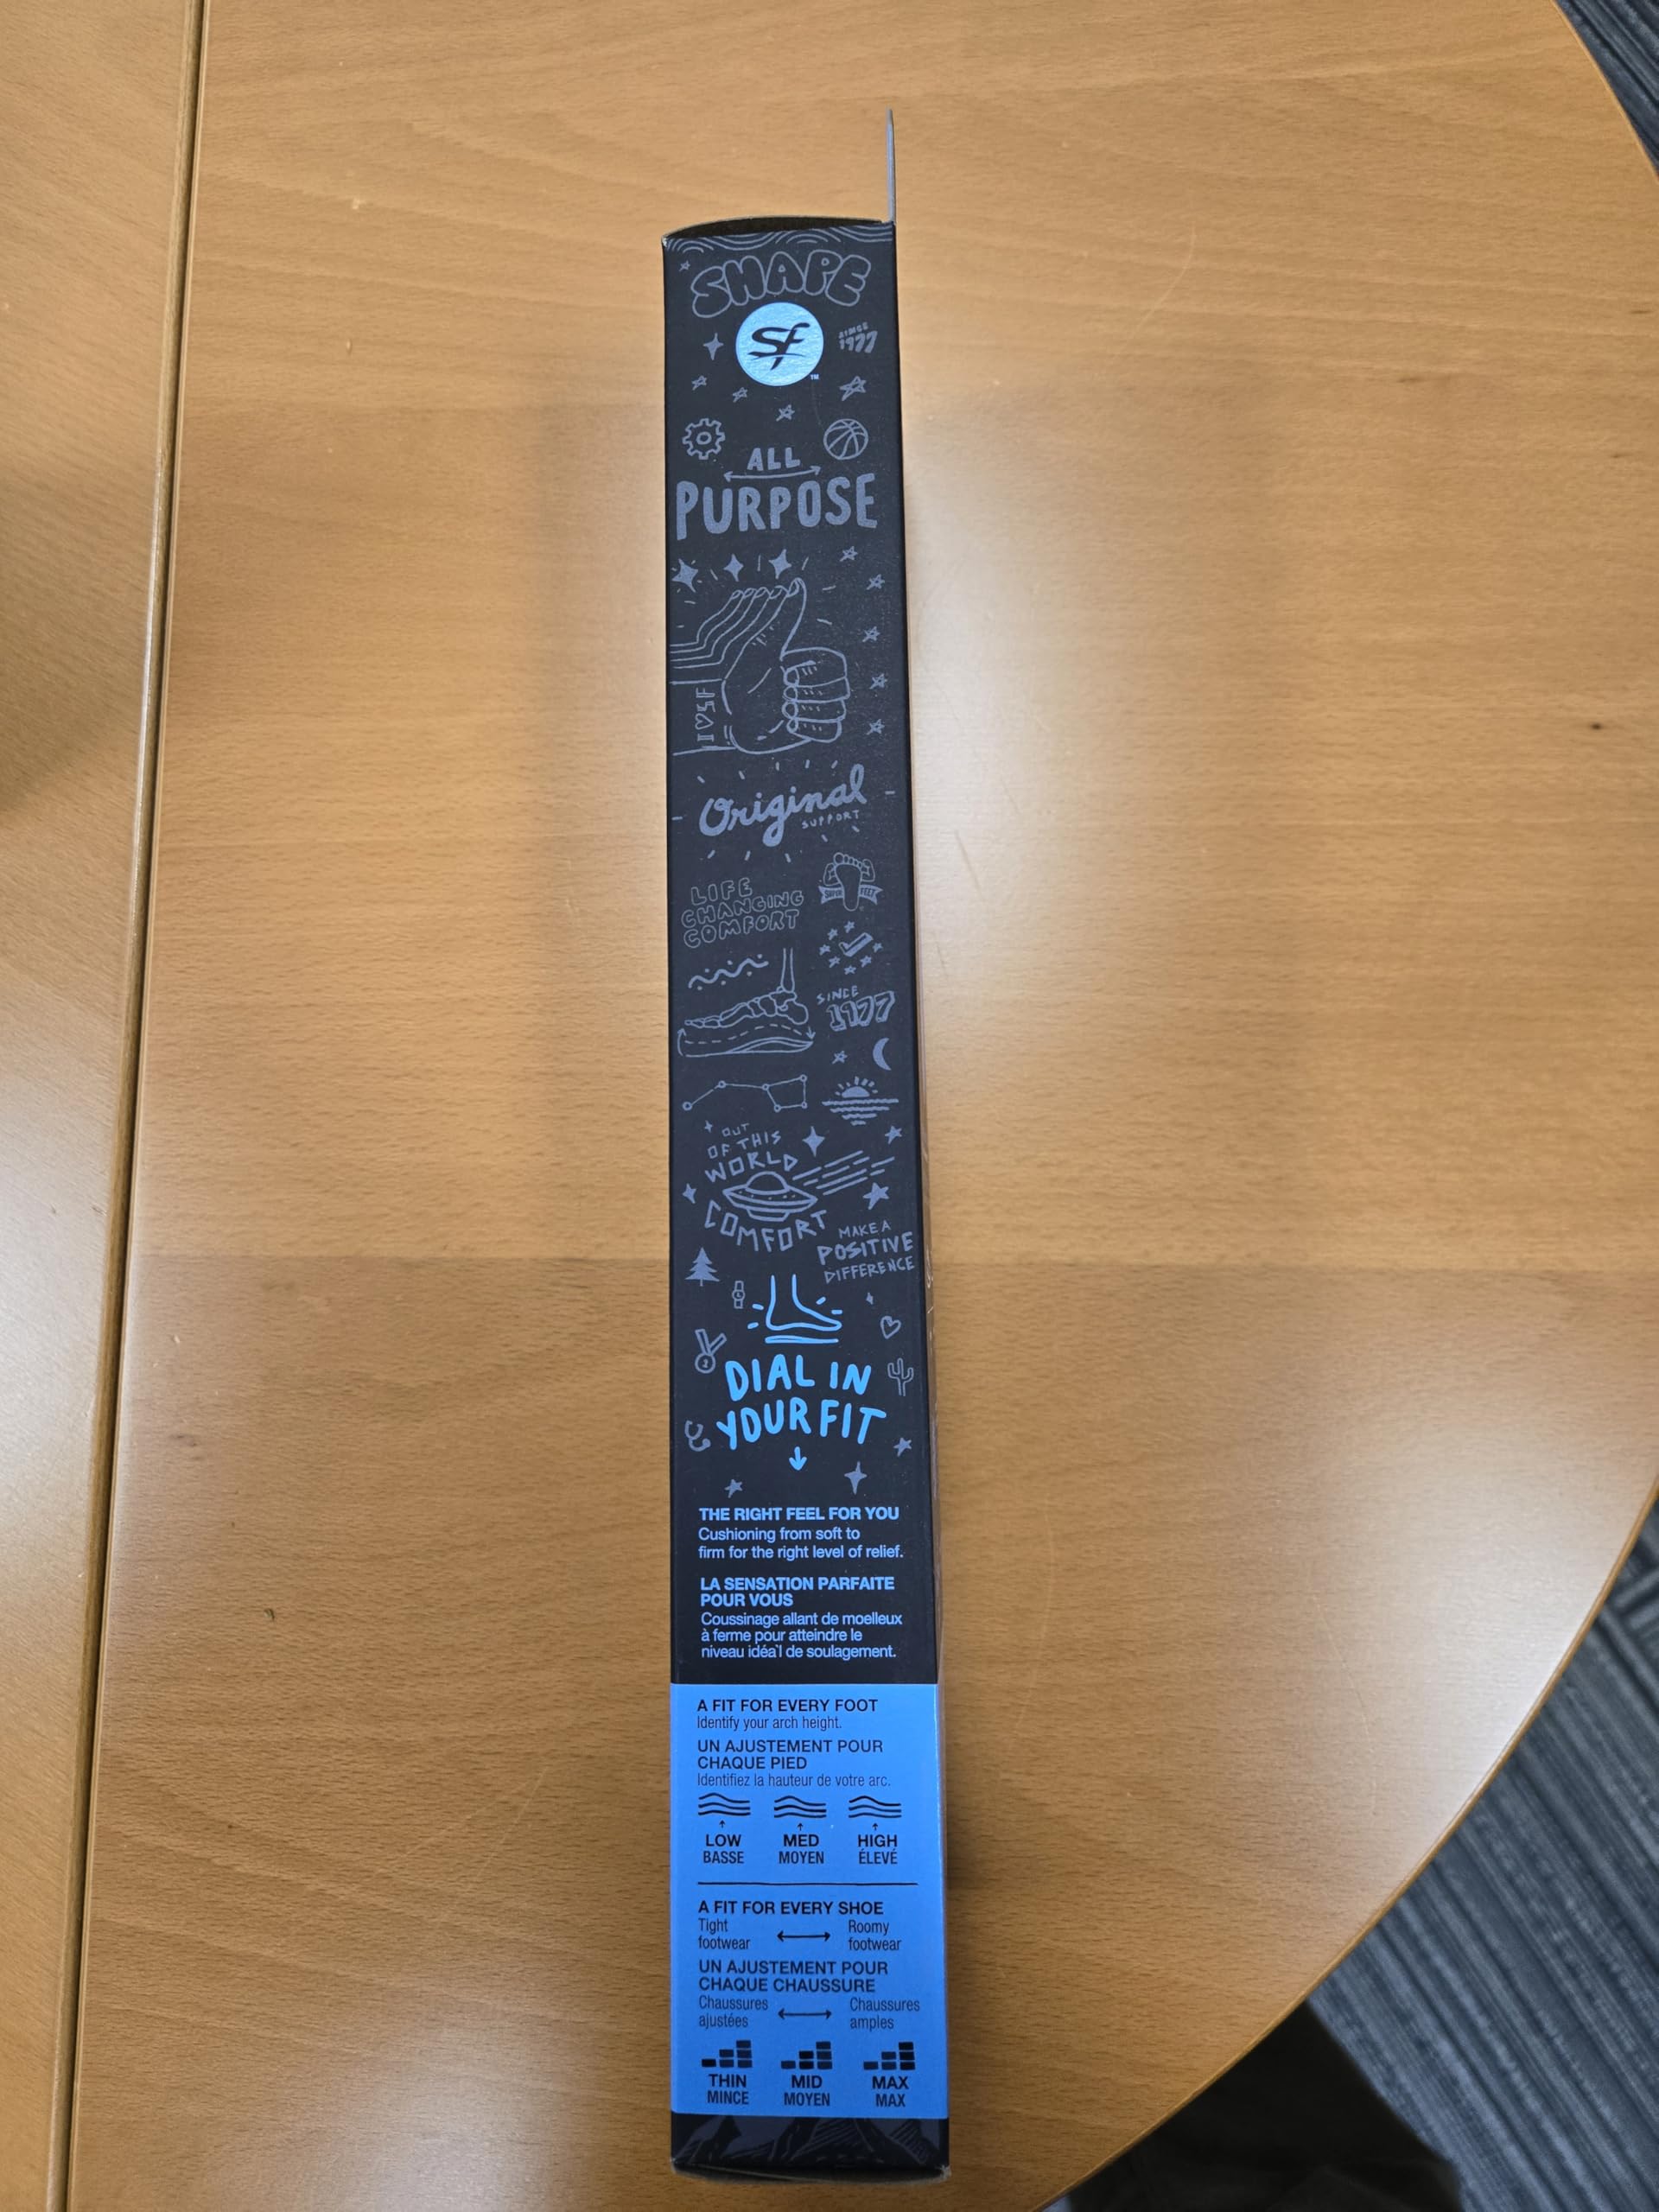 SHAPE
SF
TM
SINCE
1977
ALL
PURPOSE
I ♡ SF
Original
SUPPORT
LIFE
CHANGING
COMFORT
SUPERFEET
SINCE
1977
OUT
OF THIS
WORLD
COMFORT
MAKE A
POSITIVE
DIFFERENCE
DIAL IN
YOUR FIT
THE RIGHT FEEL FOR YOU
Cushioning from soft to
firm for the right level of relief.
LA SENSATION PARFAITE
POUR VOUS
Coussinage allant de moelleux
à ferme pour atteindre le
niveau idéa`l de soulagement.
A FIT FOR EVERY FOOT
Identify your arch height.
UN AJUSTEMENT POUR
CHAQUE PIED
Identifiez la hauteur de votre arc.
LOW MED HIGH
BASSE MOYEN ÉLEVÉ
A FIT FOR EVERY SHOE
Tight Roomy
footwear footwear
UN AJUSTEMENT POUR
CHAQUE CHAUSSURE
Chaussures Chaussures
ajustées amples
THIN MID MAX
MINCE MOYEN MAX